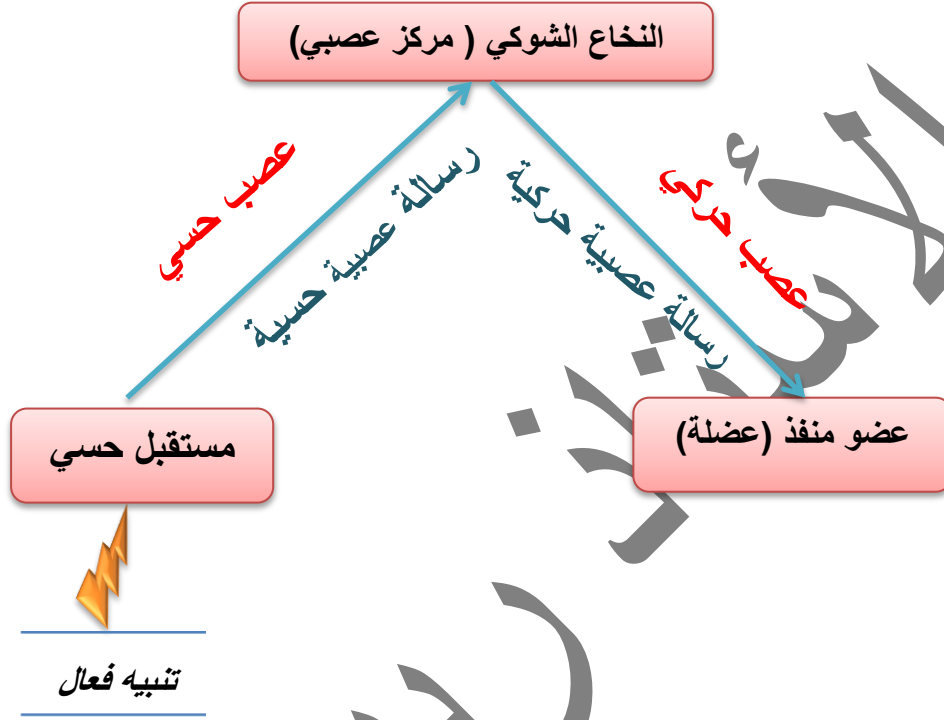 النخاع الشوكي ( مركز عصبي)
عصب حسي
رسالة عصبية حسية
رسالة عصبية حركية
عصب حركي
مستقبل حسي
عضو منفذ (عضلة)
تنبيه فعال